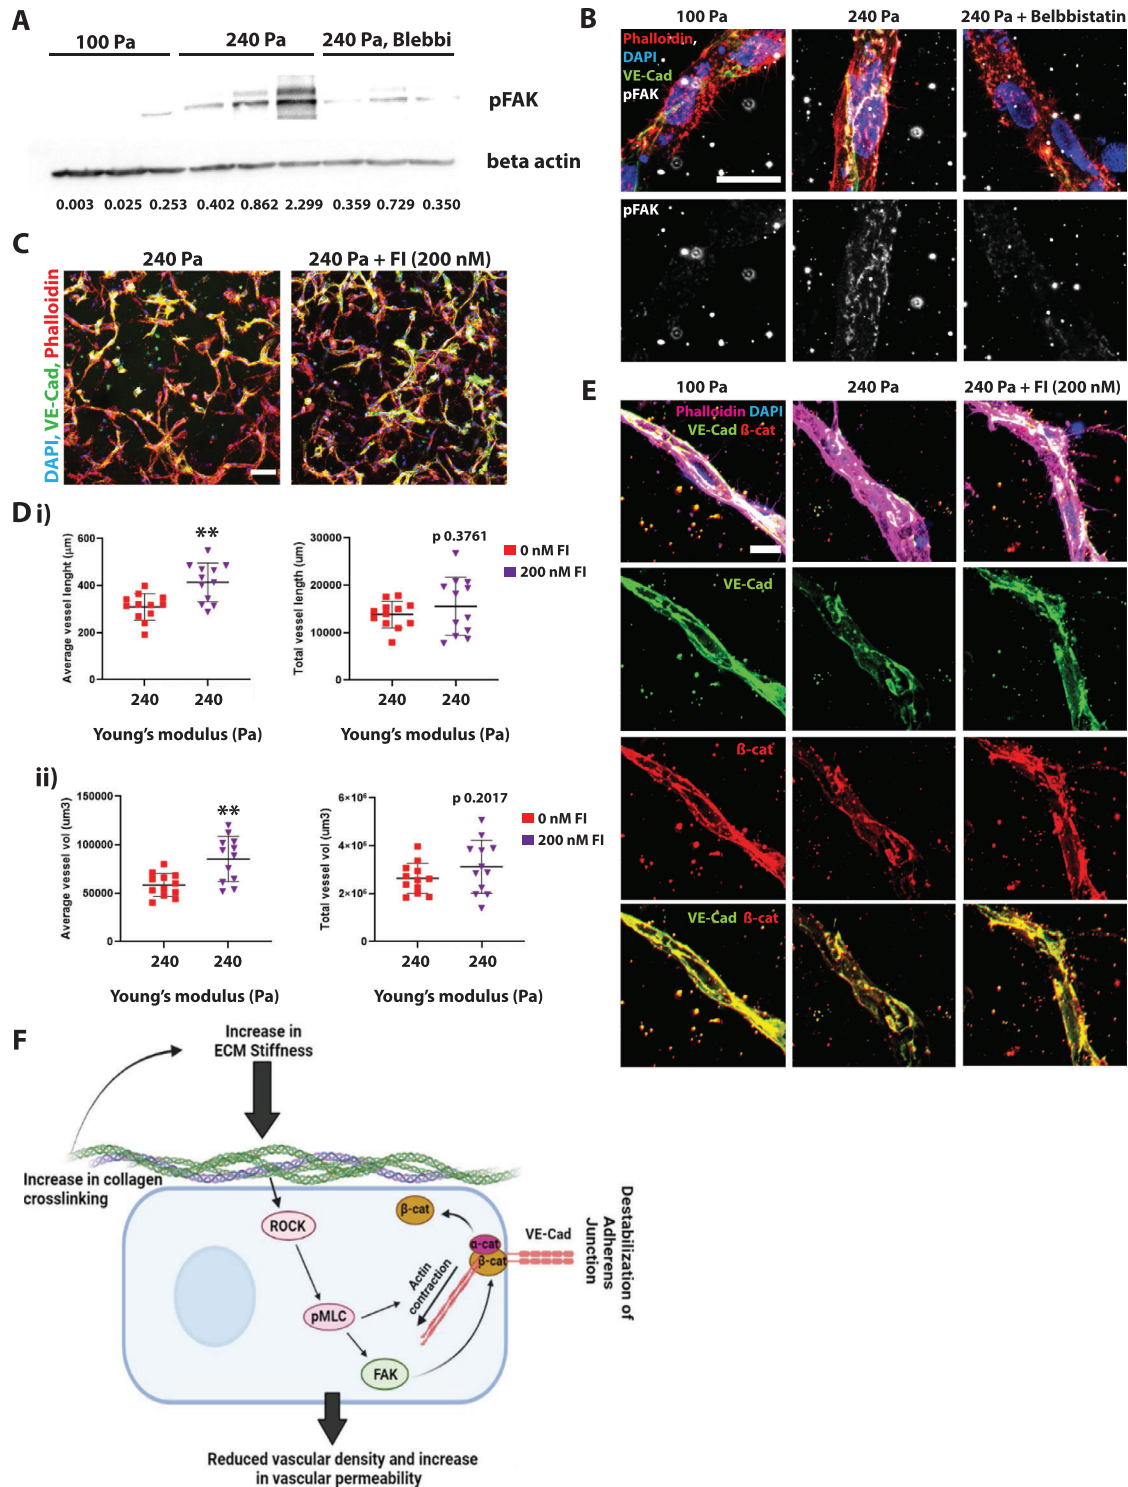 A
100 Pa
240 Pa
240 Pa, Blebbi
pFAK
beta actin
0.003 0.025 0.253 0.402 0.862 2.299 0.359 0.729 0.350
B
100 Pa
240 Pa
240 Pa + Belbbistatin
Phalloidin,
DAPI
VE-Cad
pFAK
pFAK
C
240 Pa
240 Pa + FI (200 nM)
DAPI, VE-Cad, Phalloidin
D i)
Average vessel lenght (µm)
600
400
200
0
**
240 240
Young's modulus (Pa)
Total vessel length (µm)
30000
20000
10000
0
p 0.3761
240 240
Young's modulus (Pa)
0 nM FI
200 nM FI
ii)
Average vessel vol (um3)
150000
100000
50000
0
**
240 240
Young's modulus (Pa)
Total vessel vol (um3)
6×10⁶
4×10⁶
2×10⁶
0
p 0.2017
240 240
Young's modulus (Pa)
0 nM FI
200 nM FI
E
100 Pa
240 Pa
240 Pa + FI (200 nM)
Phalloidin DAPI
VE-Cad ß-cat
VE-Cad
ß-cat
VE-Cad ß-cat
F
Increase in
ECM Stiffness
Increase in collagen
crosslinking
ROCK
pMLC
FAK
Actin
contraction
β-cat
α-cat
β-cat
VE-Cad
Destabilization of
Adherens
Junction
Reduced vascular density and increase
in vascular permeability